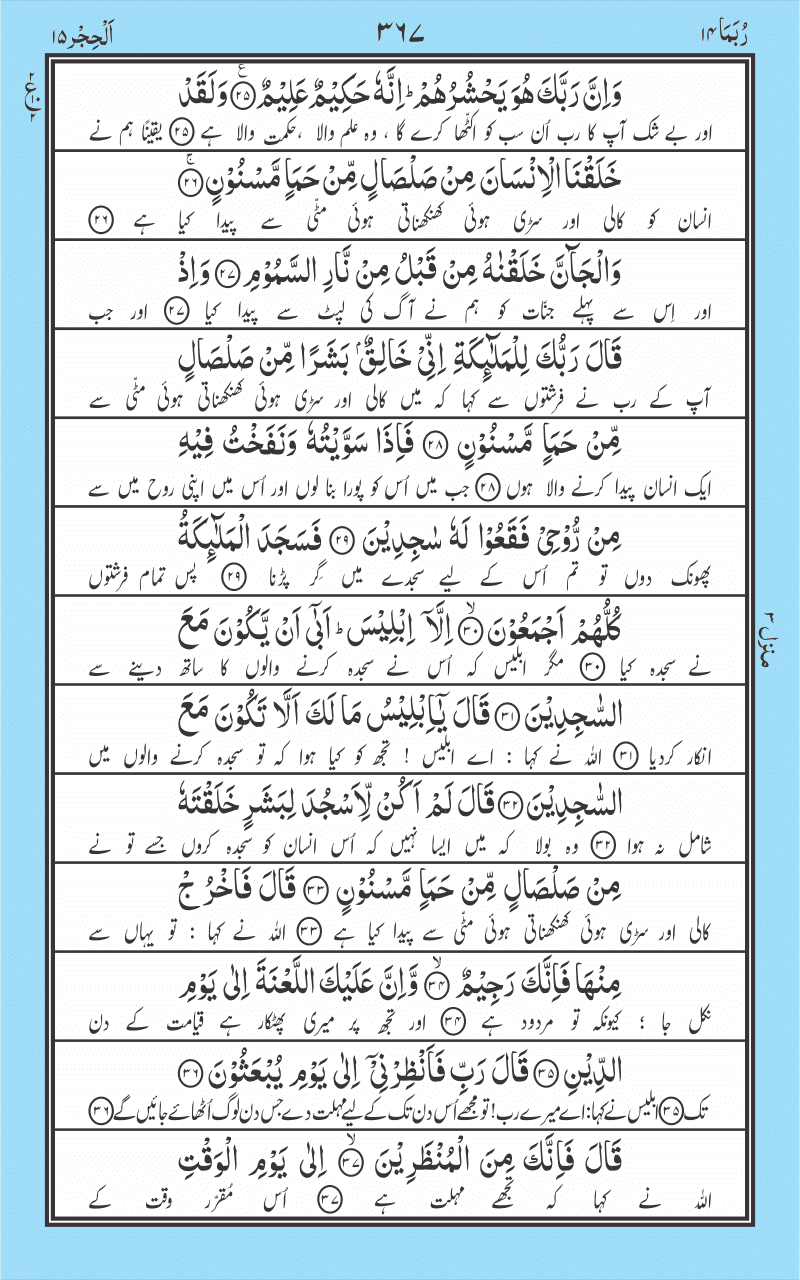 رُبَمَا ۱۴
۳۶۷
اَلْحِجْر ۱۵
وَاِنَّ رَبَّكَ هُوَ يَحْشُرُهُمْ ؕ اِنَّهٗ حَكِيْمٌ عَلِيْمٌ ۝۲۵ۧ وَلَقَدْ
اور بے شک آپ کا رب اُن سب کو اکٹّھا کرے گا ، وہ علم والا ،حکمت والا ہے ۝۲۵ یقینًا ہم نے
خَلَقْنَا الْاِنْسَانَ مِنْ صَلْصَالٍ مِّنْ حَمَاٍ مَّسْنُوْنٍ ۝۲۶ۚ
انسان کو کالی اور سڑی ہوئی کھنکھناتی ہوئی مٹّی سے پیدا کیا ہے ۝۲۶
وَالْجَآنَّ خَلَقْنٰهُ مِنْ قَبْلُ مِنْ نَّارِ السَّمُوْمِ ۝۲۷ وَاِذْ
اور اِس سے پہلے جنّات کو ہم نے آگ کی لپٹ سے پیدا کیا ۝۲۷ اور جب
قَالَ رَبُّكَ لِلْمَلٰٓئِكَةِ اِنِّىْ خَالِقٌۢ بَشَرًا مِّنْ صَلْصَالٍ
آپ کے رب نے فرشتوں سے کہا کہ میں کالی اور سڑی ہوئی کھنکھناتی ہوئی مٹّی سے
مِّنْ حَمَاٍ مَّسْنُوْنٍ ۝۲۸ فَاِذَا سَوَّيْتُهٗ وَنَفَخْتُ فِيْهِ
ایک انسان پیدا کرنے والا ہوں ۝۲۸ جب میں اُس کو پورا بنا لوں اور اُس میں اپنی روح میں سے
مِنْ رُّوْحِىْ فَقَعُوْا لَهٗ سٰجِدِيْنَ ۝۲۹ فَسَجَدَ الْمَلٰٓئِكَةُ
پھونک دوں تو تم اُس کے لیے سجدے میں گِر پڑنا ۝۲۹ پس تمام فرشتوں
كُلُّهُمْ اَجْمَعُوْنَ ۝۳۰ۙ اِلَّاۤ اِبْلِيْسَ ؕ اَبٰٓى اَنْ يَّكُوْنَ مَعَ
نے سجدہ کیا ۝۳۰ مگر ابلیس کہ اُس نے سجدہ کرنے والوں کا ساتھ دینے سے
السّٰجِدِيْنَ ۝۳۱ قَالَ يٰٓاِبْلِيْسُ مَا لَكَ اَلَّا تَكُوْنَ مَعَ
انکار کردیا ۝۳۱ اللہ نے کہا : اے ابلیس ! تجھ کو کیا ہوا کہ تو سجدہ کرنے والوں میں
السّٰجِدِيْنَ ۝۳۲ قَالَ لَمْ اَكُنْ لِّاَسْجُدَ لِبَشَرٍ خَلَقْتَهٗ
شامل نہ ہوا ۝۳۲ وہ بولا کہ میں ایسا نہیں کہ اُس انسان کو سجدہ کروں جسے تو نے
مِنْ صَلْصَالٍ مِّنْ حَمَاٍ مَّسْنُوْنٍ ۝۳۳ قَالَ فَاخْرُجْ
کالی اور سڑی ہوئی کھنکھناتی ہوئی مٹّی سے پیدا کیا ہے ۝۳۳ اللہ نے کہا : تو یہاں سے
مِنْهَا فَاِنَّكَ رَجِيْمٌ ۝۳۴ۙ وَّاِنَّ عَلَيْكَ اللَّعْنَةَ اِلٰى يَوْمِ
نکل جا ؛ کیونکہ تو مردود ہے ۝۳۴ اور تجھ پر میری پھٹکار ہے قیامت کے دن
الدِّيْنِ ۝۳۵ قَالَ رَبِّ فَاَنْظِرْنِىْۤ اِلٰى يَوْمِ يُبْعَثُوْنَ ۝۳۶
تک ۝۳۵ ابلیس نے کہا: اے میرے رب! تو مجھے اُس دن تک کے لیے مہلت دے جس دن لوگ اُٹھائے جائیں گے ۝۳۶
قَالَ فَاِنَّكَ مِنَ الْمُنْظَرِيْنَ ۝۳۷ۙ اِلٰى يَوْمِ الْوَقْتِ
اللہ نے کہا کہ تجھے مہلت ہے ۝۳۷ اُس مُقرّر وقت کے
منزل ۳